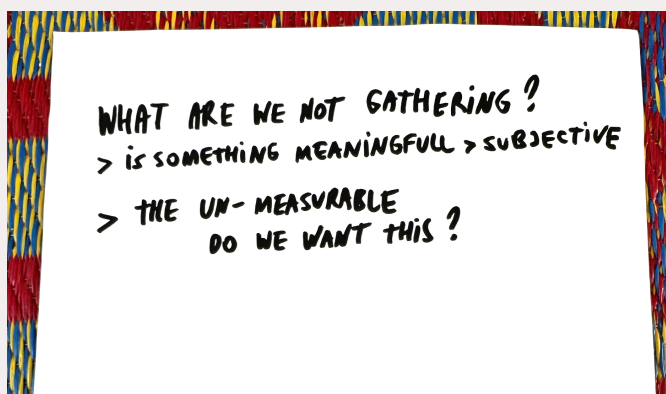 WHAT ARE WE NOT GATHERING?
> is SOMETHING MEANINGFULL > SUBJECTIVE
> THE UN-MEASURABLE
DO WE WANT THIS?